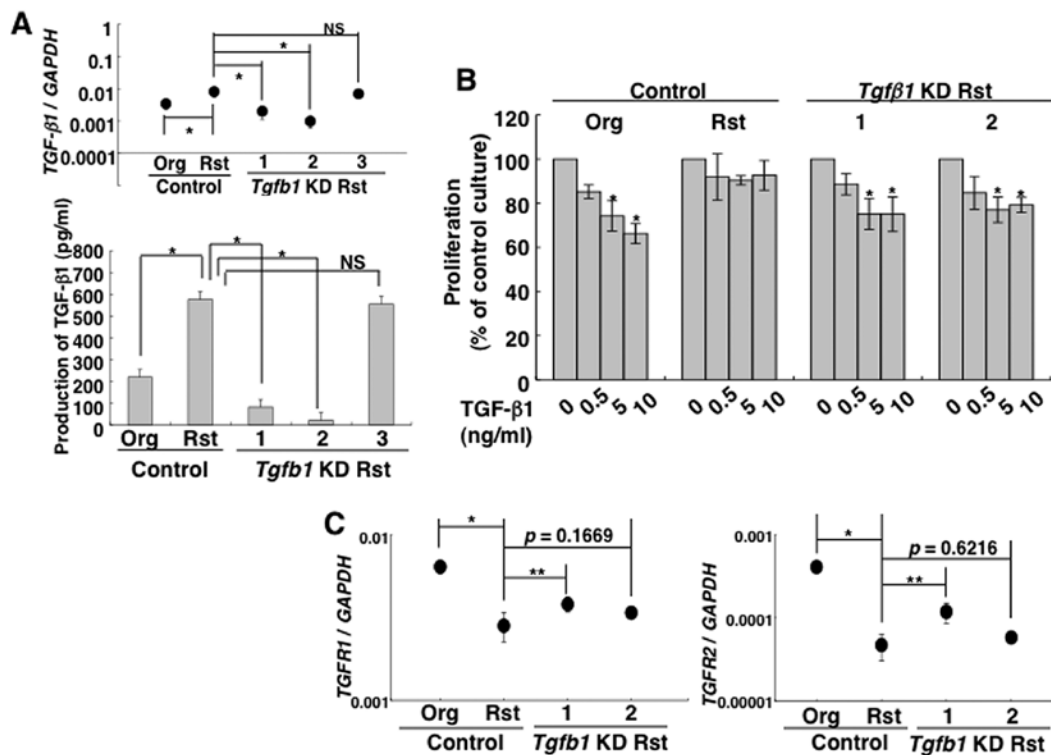 A
TGF-β1 / GAPDH
1
0.1
0.01
0.001
0.0001
NS
*
*
*
Org Rst 1 2 3
Control Tgfb1 KD Rst
Production of TGF-β1 (pg/ml)
800
700
600
500
400
300
200
100
0
*
*
*
NS
Org Rst 1 2 3
Control Tgfb1 KD Rst
B
Control Tgfβ1 KD Rst
Org Rst 1 2
Proliferation
(% of control culture)
120
100
80
60
40
20
0
* * * * * *
TGF-β1
(ng/ml)
0 0.5 5 10 0 0.5 5 10 0 0.5 5 10 0 0.5 5 10
C
TGFR1 / GAPDH
0.01
0.001
*
p = 0.1669
**
Org Rst 1 2
Control Tgfb1 KD Rst
TGFR2 / GAPDH
0.001
0.0001
0.00001
*
p = 0.6216
**
Org Rst 1 2
Control Tgfb1 KD Rst